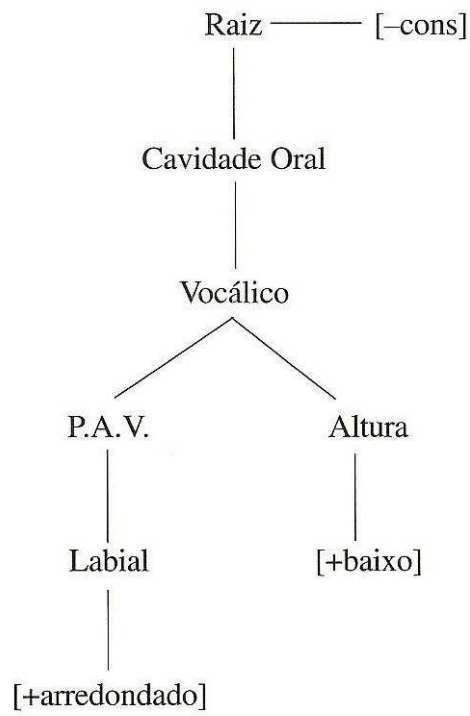 Raiz [–cons]
Cavidade Oral
Vocálico
P.A.V. Altura
Labial [+baixo]
[+arredondado]